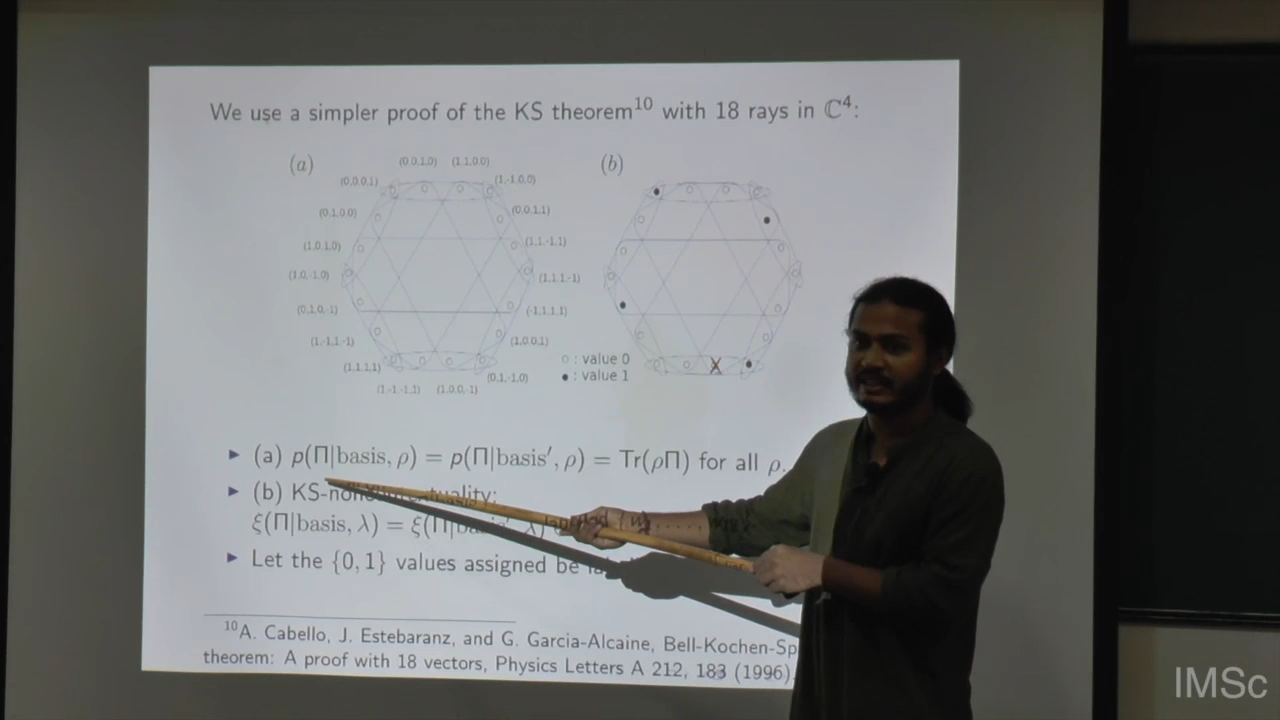 We use a simpler proof of the KS theorem¹⁰ with 18 rays in ℂ⁴:
(a)
(0,0,1,0) (1,1,0,0)
(0,0,0,1) (1,-1,0,0)
(0,1,0,0) (0,0,1,1)
(1,0,1,0) (1,1,-1,1)
(1,0,-1,0) (1,1,1,-1)
(0,1,0,-1) (-1,1,1,1)
(1,-1,1,-1) (1,0,0,1)
(1,1,1,1) (0,1,-1,0)
(1,-1,-1,1) (1,0,0,-1)
(b)
X
○ : value 0
● : value 1
(a) p(Π|basis, ρ) = p(Π|basis′, ρ) = Tr(ρΠ) for all ρ.
(b)
ξ(Π|basis, λ) = ξ(Π|
Let the {0, 1} values assigned be
¹⁰A. Cabello, J. Estebaranz, and G. Garcia-Alcaine, Bell-Kochen-Sp
theorem: A proof with 18 vectors, Physics Letters A 212, 183 (1996).
IMSc